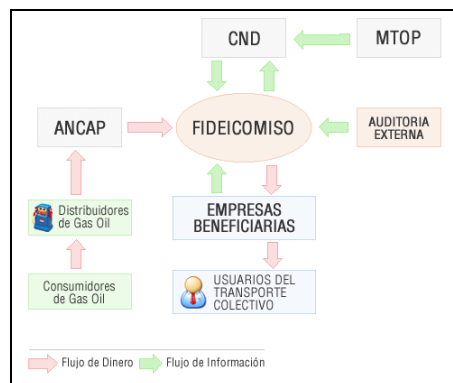 CND
MTOP
ANCAP
FIDEICOMISO
AUDITORIA
EXTERNA
Distribuidores
de Gas Oil
EMPRESAS
BENEFICIARIAS
Consumidores
de Gas Oil
USUARIOS DEL
TRANSPORTE
COLECTIVO
Flujo de Dinero
Flujo de Información